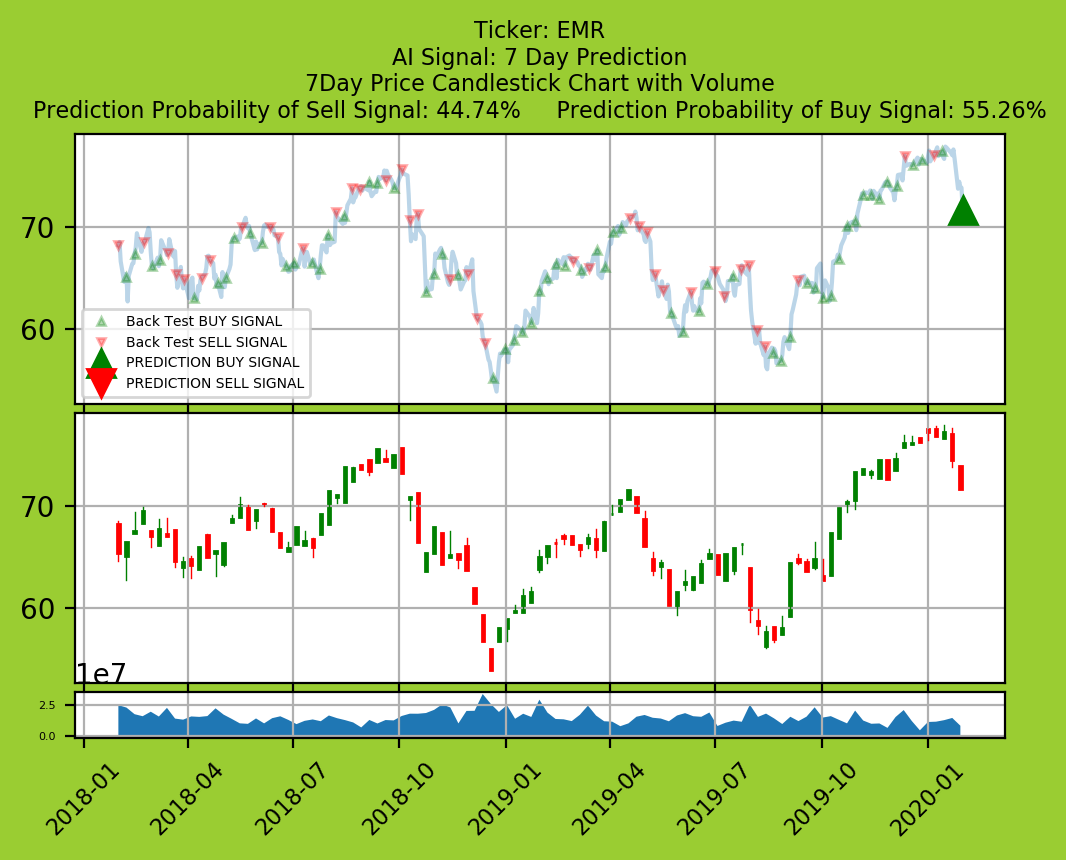 Ticker: EMR
AI Signal: 7 Day Prediction
7Day Price Candlestick Chart with Volume
Prediction Probability of Sell Signal: 44.74%     Prediction Probability of Buy Signal: 55.26%
70
60
Back Test BUY SIGNAL
Back Test SELL SIGNAL
PREDICTION BUY SIGNAL
PREDICTION SELL SIGNAL
70
60
1e7
2.5
0.0
2018-01
2018-04
2018-07
2018-10
2019-01
2019-04
2019-07
2019-10
2020-01